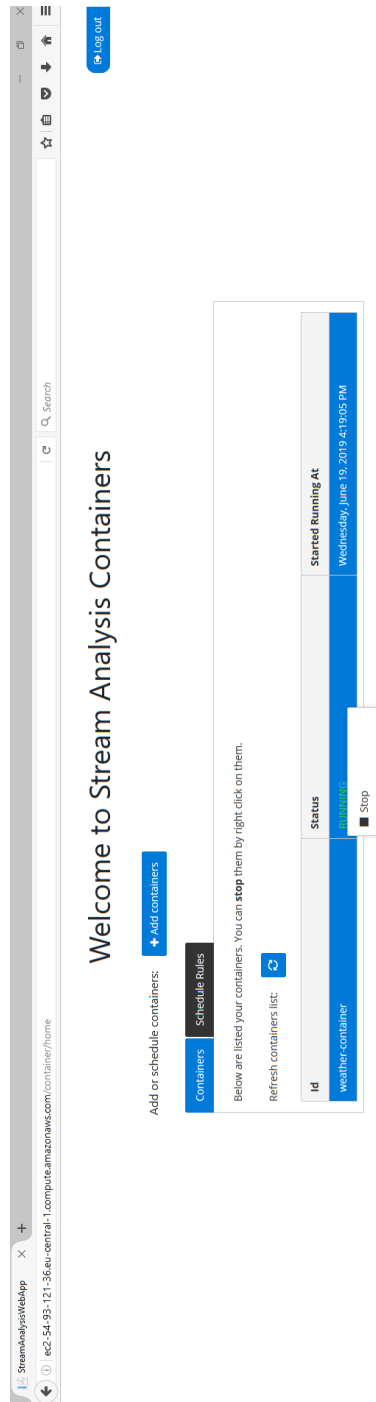 StreamAnalysisWebApp
ec2-54-93-121-36.eu-central-1.compute.amazonaws.com/container/home
Search
Log out
Welcome to Stream Analysis Containers
Add or schedule containers:
Add containers
Containers
Schedule Rules
Below are listed your containers. You can stop them by right click on them.
Refresh containers list:
Id Status Started Running At
weather-container RUNNING Wednesday, June 19, 2019 4:19:05 PM
Stop